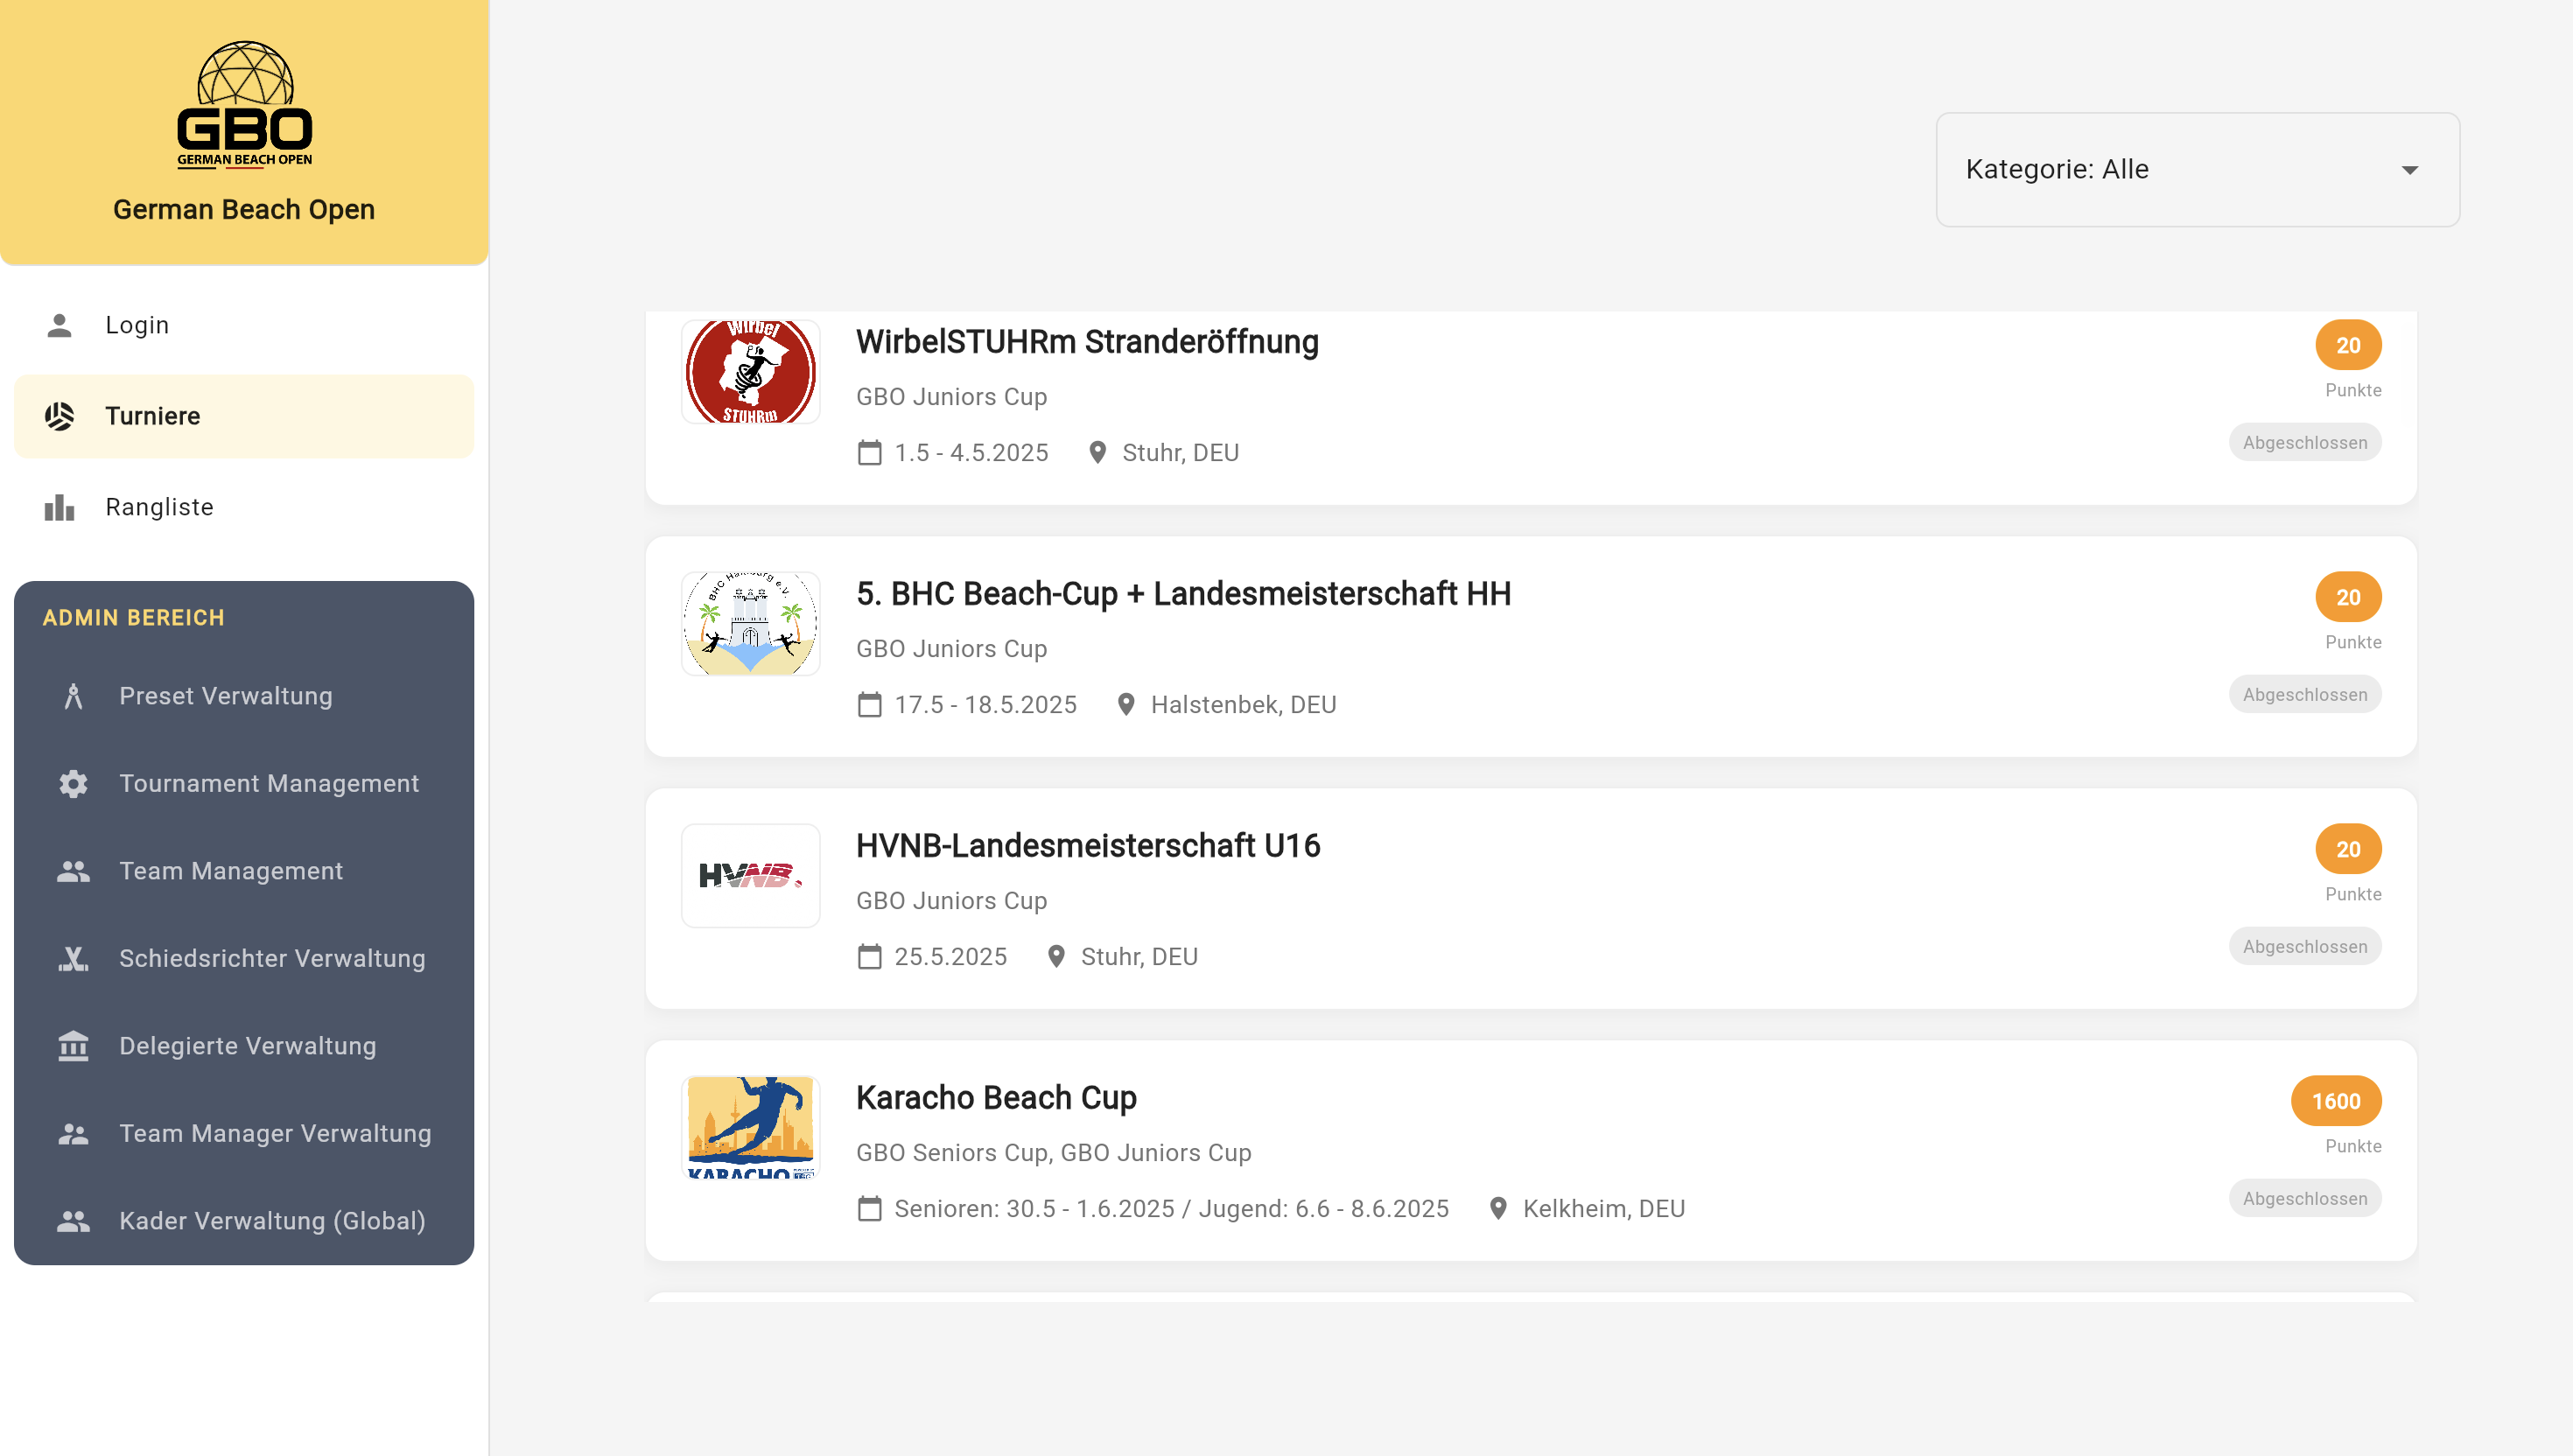 GBO
GERMAN BEACH OPEN
German Beach Open
Login
Turniere
Rangliste
ADMIN BEREICH
Preset Verwaltung
Tournament Management
Team Management
Schiedsrichter Verwaltung
Delegierte Verwaltung
Team Manager Verwaltung
Kader Verwaltung (Global)
Kategorie: Alle
Wirbel
STUHRm
WirbelSTUHRm Stranderöffnung
GBO Juniors Cup
1.5 - 4.5.2025 Stuhr, DEU
20
Punkte
Abgeschlossen
BHC Hamburg e.V.
5. BHC Beach-Cup + Landesmeisterschaft HH
GBO Juniors Cup
17.5 - 18.5.2025 Halstenbek, DEU
20
Punkte
Abgeschlossen
HVNB
HVNB-Landesmeisterschaft U16
GBO Juniors Cup
25.5.2025 Stuhr, DEU
20
Punkte
Abgeschlossen
KARACHO
Karacho Beach Cup
GBO Seniors Cup, GBO Juniors Cup
Senioren: 30.5 - 1.6.2025 / Jugend: 6.6 - 8.6.2025 Kelkheim, DEU
1600
Punkte
Abgeschlossen